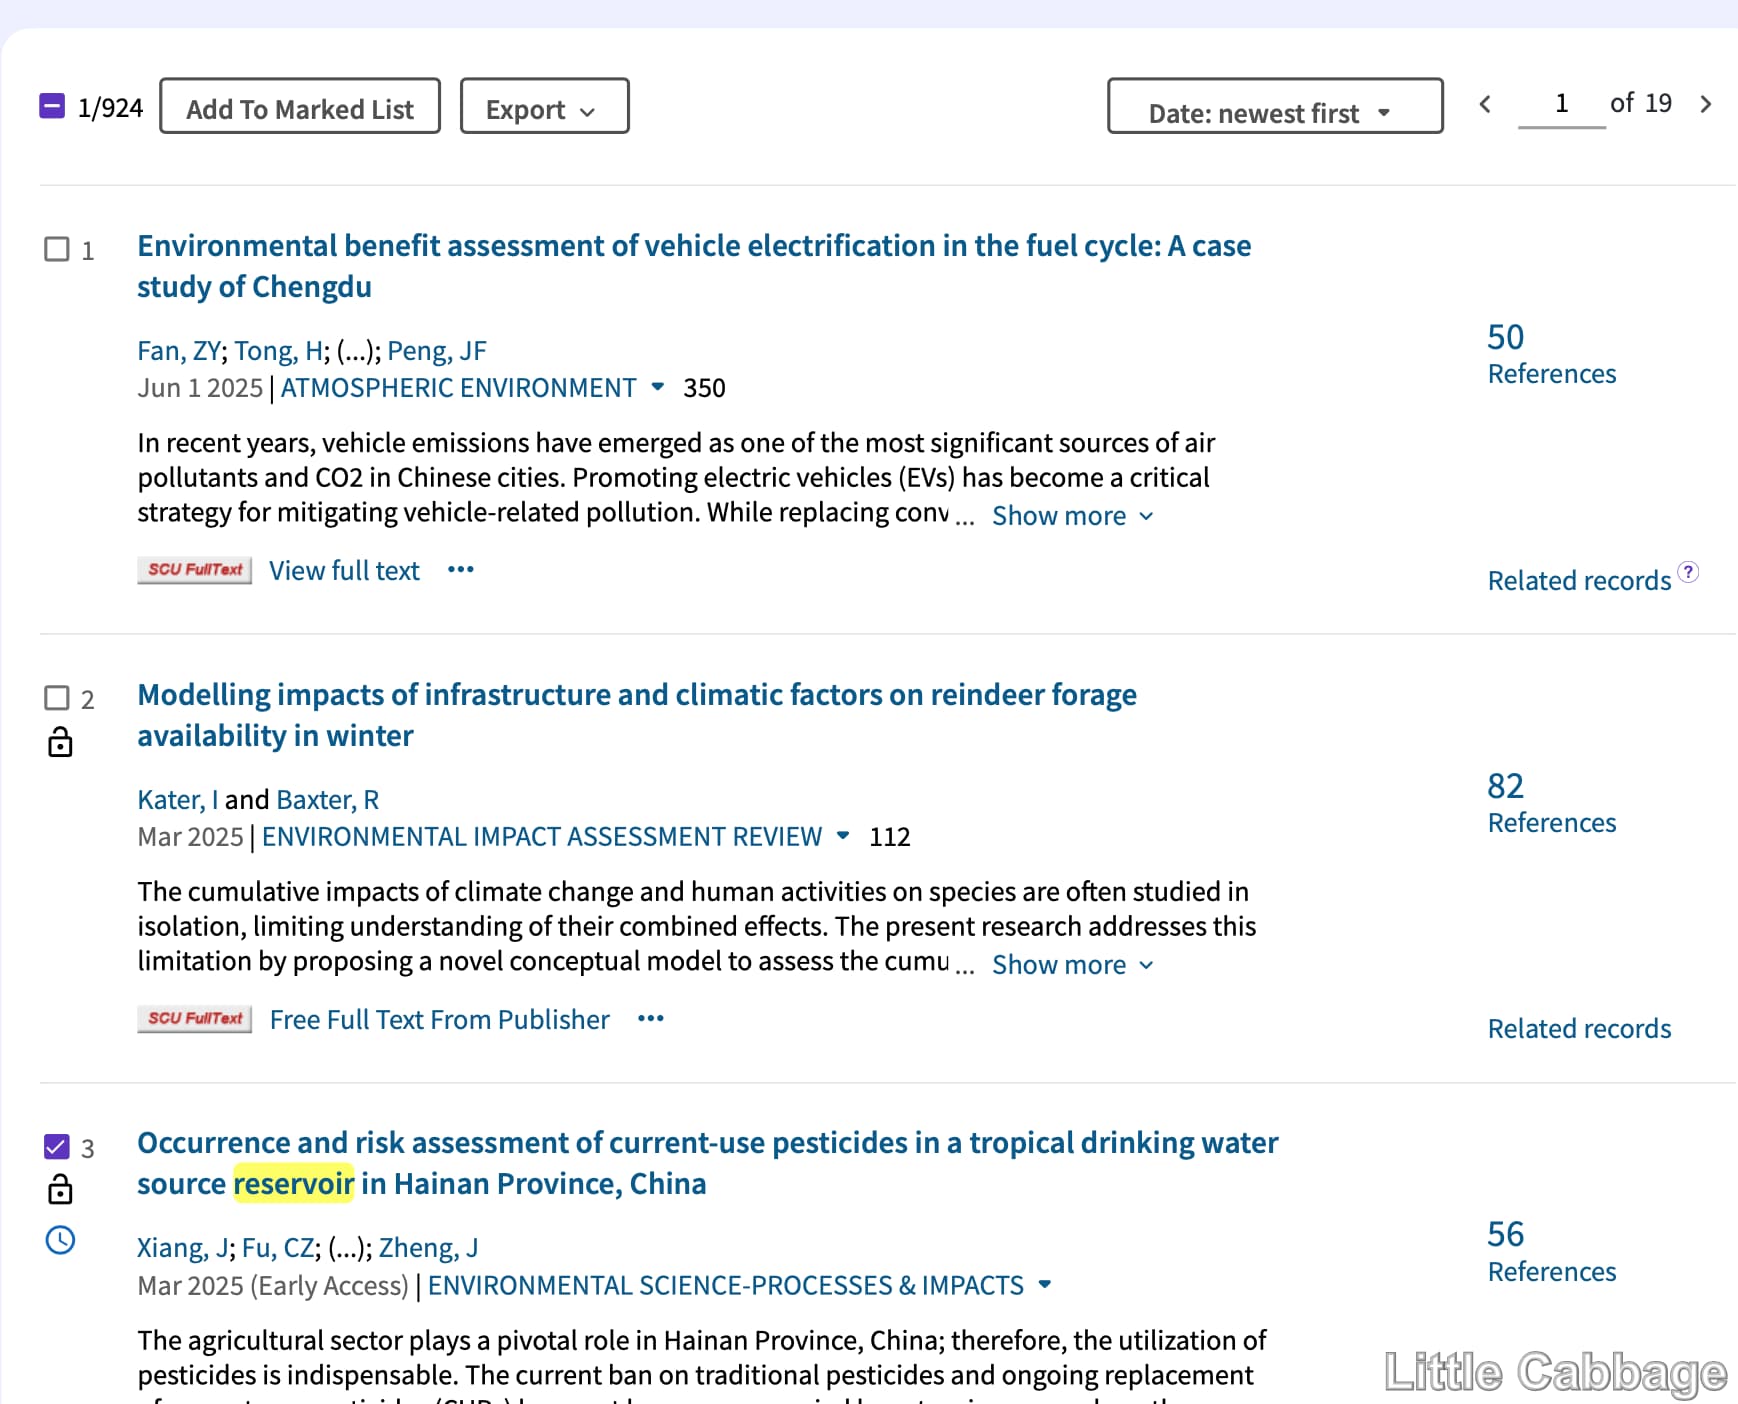 1/924 Add To Marked List Export Date: newest first 1 of 19
1 Environmental benefit assessment of vehicle electrification in the fuel cycle: A case
study of Chengdu
Fan, ZY; Tong, H; (...); Peng, JF
Jun 1 2025 | ATMOSPHERIC ENVIRONMENT 350
50
References
In recent years, vehicle emissions have emerged as one of the most significant sources of air
pollutants and CO2 in Chinese cities. Promoting electric vehicles (EVs) has become a critical
strategy for mitigating vehicle-related pollution. While replacing conv ... Show more
SCU FullText View full text ••• Related records ?
2 Modelling impacts of infrastructure and climatic factors on reindeer forage
availability in winter
Kater, I and Baxter, R
Mar 2025 | ENVIRONMENTAL IMPACT ASSESSMENT REVIEW 112
82
References
The cumulative impacts of climate change and human activities on species are often studied in
isolation, limiting understanding of their combined effects. The present research addresses this
limitation by proposing a novel conceptual model to assess the cumu ... Show more
SCU FullText Free Full Text From Publisher ••• Related records
3 Occurrence and risk assessment of current-use pesticides in a tropical drinking water
source reservoir in Hainan Province, China
Xiang, J; Fu, CZ; (...); Zheng, J
Mar 2025 (Early Access) | ENVIRONMENTAL SCIENCE-PROCESSES & IMPACTS
56
References
The agricultural sector plays a pivotal role in Hainan Province, China; therefore, the utilization of
pesticides is indispensable. The current ban on traditional pesticides and ongoing replacement
Little Cabbage